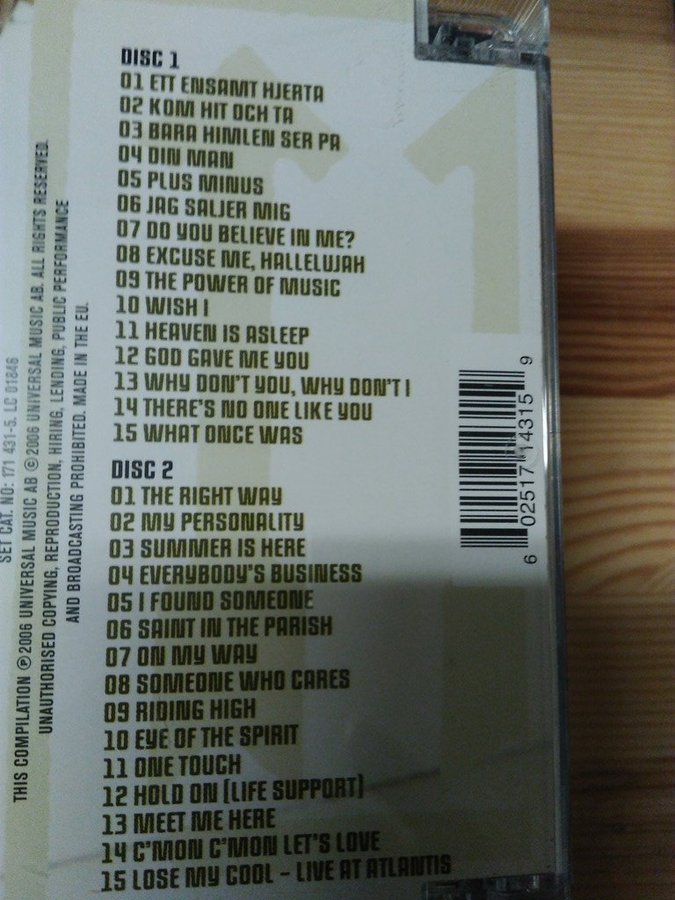 DISC 1
01 ETT ENSAMT HJERTA
02 KOM HIT OCH TA
03 BARA HIMLEN SER PA
04 DIN MAN
05 PLUS MINUS
06 JAG SALJER MIG
07 DO YOU BELIEVE IN ME?
08 EXCUSE ME, HALLELUJAH
09 THE POWER OF MUSIC
10 WISH I
11 HEAVEN IS ASLEEP
12 GOD GAVE ME YOU
13 WHY DON'T YOU, WHY DON'T I
14 THERE'S NO ONE LIKE YOU
15 WHAT ONCE WAS
DISC 2
01 THE RIGHT WAY
02 MY PERSONALITY
03 SUMMER IS HERE
04 EVERYBODY'S BUSINESS
05 I FOUND SOMEONE
06 SAINT IN THE PARISH
07 ON MY WAY
08 SOMEONE WHO CARES
09 RIDING HIGH
10 EYE OF THE SPIRIT
11 ONE TOUCH
12 HOLD ON (LIFE SUPPORT)
13 MEET ME HERE
14 C'MON C'MON LET'S LOVE
15 LOSE MY COOL - LIVE AT ATLANTIS
SET CAT. NO: 171 431-5. LC 01846
THIS COMPILATION ℗ 2006 UNIVERSAL MUSIC AB © 2006 UNIVERSAL MUSIC AB. ALL RIGHTS RESERVED.
UNAUTHORISED COPYING, REPRODUCTION, HIRING, LENDING, PUBLIC PERFORMANCE
AND BROADCASTING PROHIBITED. MADE IN THE EU.
6 02517 14315 9